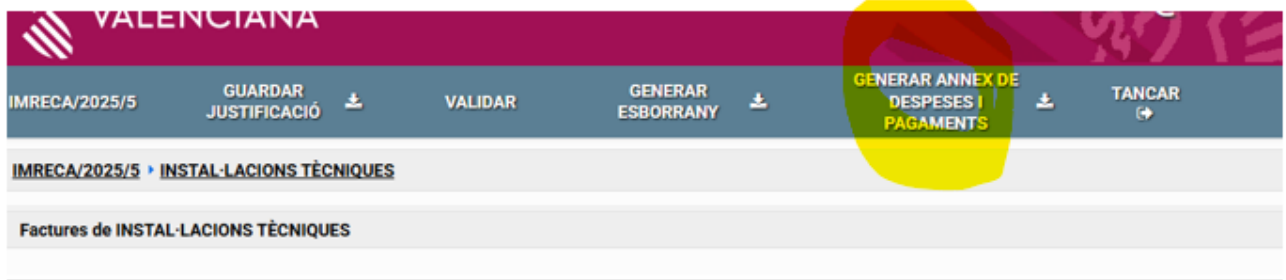 VALENCIANA
IMRECA/2025/5
GUARDAR
JUSTIFICACIÓ
VALIDAR
GENERAR
ESBORRANY
GENERAR ANNEX DE
DESPESES I
PAGAMENTS
TANCAR
IMRECA/2025/5 INSTAL·LACIONS TÈCNIQUES
Factures de INSTAL·LACIONS TÈCNIQUES